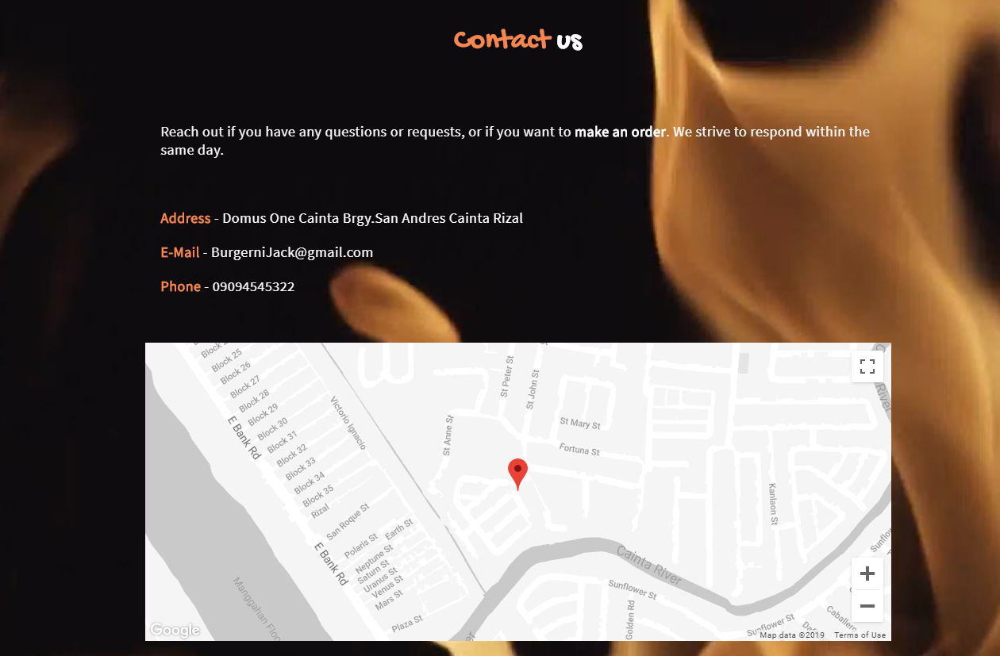 Contact us
Reach out if you have any questions or requests, or if you want to make an order. We strive to respond within the
same day.
Address - Domus One Cainta Brgy.San Andres Cainta Rizal
E-Mail - BurgerniJack@gmail.com
Phone - 09094545322
Block 25
Block 26
Block 27
Block 28
Block 29
Block 30
Block 31
Block 32
Block 33
Block 34
Block 35
Rizal
E Bank Rd
Victorio Ignacio
St Peter St
St John St
St Anne St
St Mary St
Fortuna St
River
Kanlaon St
San Roque St
Earth St
Polaris St
Neptune St
Saturn St
Uranus St
Venus St
Mars St
E Bank Rd
Plaza St
Cainta River
Sunflower St
Golden Rd
Sunflower St
Manggahan Floo
Google
Map data ©2019 Terms of Use